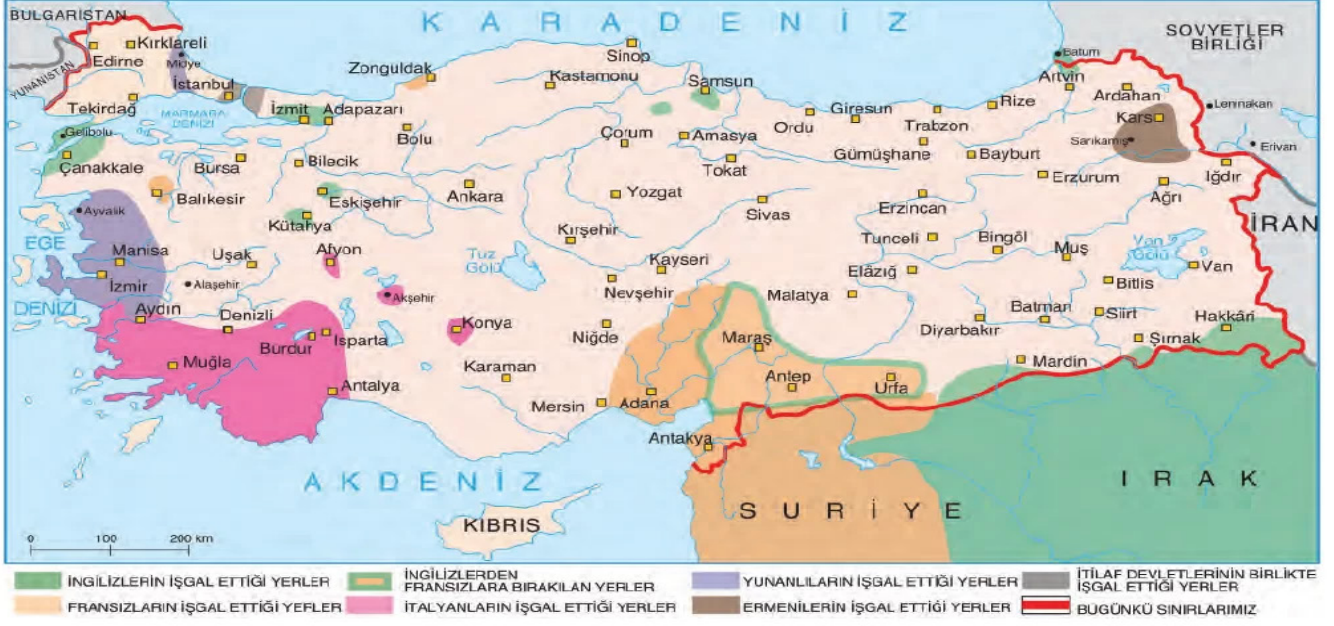 BULGARİSTAN
KARADENİZ
SOVYETLER
BİRLİĞİ
YUNANİSTAN
Kırklareli
Edirne
Midye
İstanbul
Tekirdağ
MARMARA
DENİZİ
Zonguldak
Sinop
Kastamonu
Samsun
Batum
Artvin
Ardahan
Leninakan
Kars
Sarıkamış
Erivan
Gelibolu
İzmit
Adapazarı
Bolu
Çorum
Amasya
Ordu
Giresun
Trabzon
Rize
Çanakkale
Bursa
Bilecik
Tokat
Gümüşhane
Bayburt
Erzurum
Iğdır
Ağrı
Balıkesir
Eskişehir
Ankara
Yozgat
Sivas
Erzincan
İRAN
Ayvalık
Kütahya
Kırşehir
Tunceli
Bingöl
Muş
Van
Gölü
Van
EGE
DENİZİ
Manisa
Uşak
Afyon
Tuz
Gölü
Kayseri
Elâzığ
Bitlis
İzmir
Alaşehir
Akşehir
Nevşehir
Malatya
Aydın
Denizli
Konya
Niğde
Maraş
Diyarbakır
Batman
Siirt
Hakkâri
Şırnak
Burdur
Isparta
Muğla
Karaman
Antep
Urfa
Mardin
Antalya
Mersin
Adana
Antakya
AKDENİZ
KIBRIS
SURİYE
IRAK
0 100 200 km
İNGİLİZLERİN İŞGAL ETTİĞİ YERLER
İNGİLİZLERDEN
FRANSIZLARA BIRAKILAN YERLER
YUNANLILARIN İŞGAL ETTİĞİ YERLER
İTİLAF DEVLETLERİNİN BİRLİKTE
İŞGAL ETTİĞİ YERLER
FRANSIZLARIN İŞGAL ETTİĞİ YERLER
İTALYANLARIN İŞGAL ETTİĞİ YERLER
ERMENİLERİN İŞGAL ETTİĞİ YERLER
BUGÜNKÜ SINIRLARIMIZ